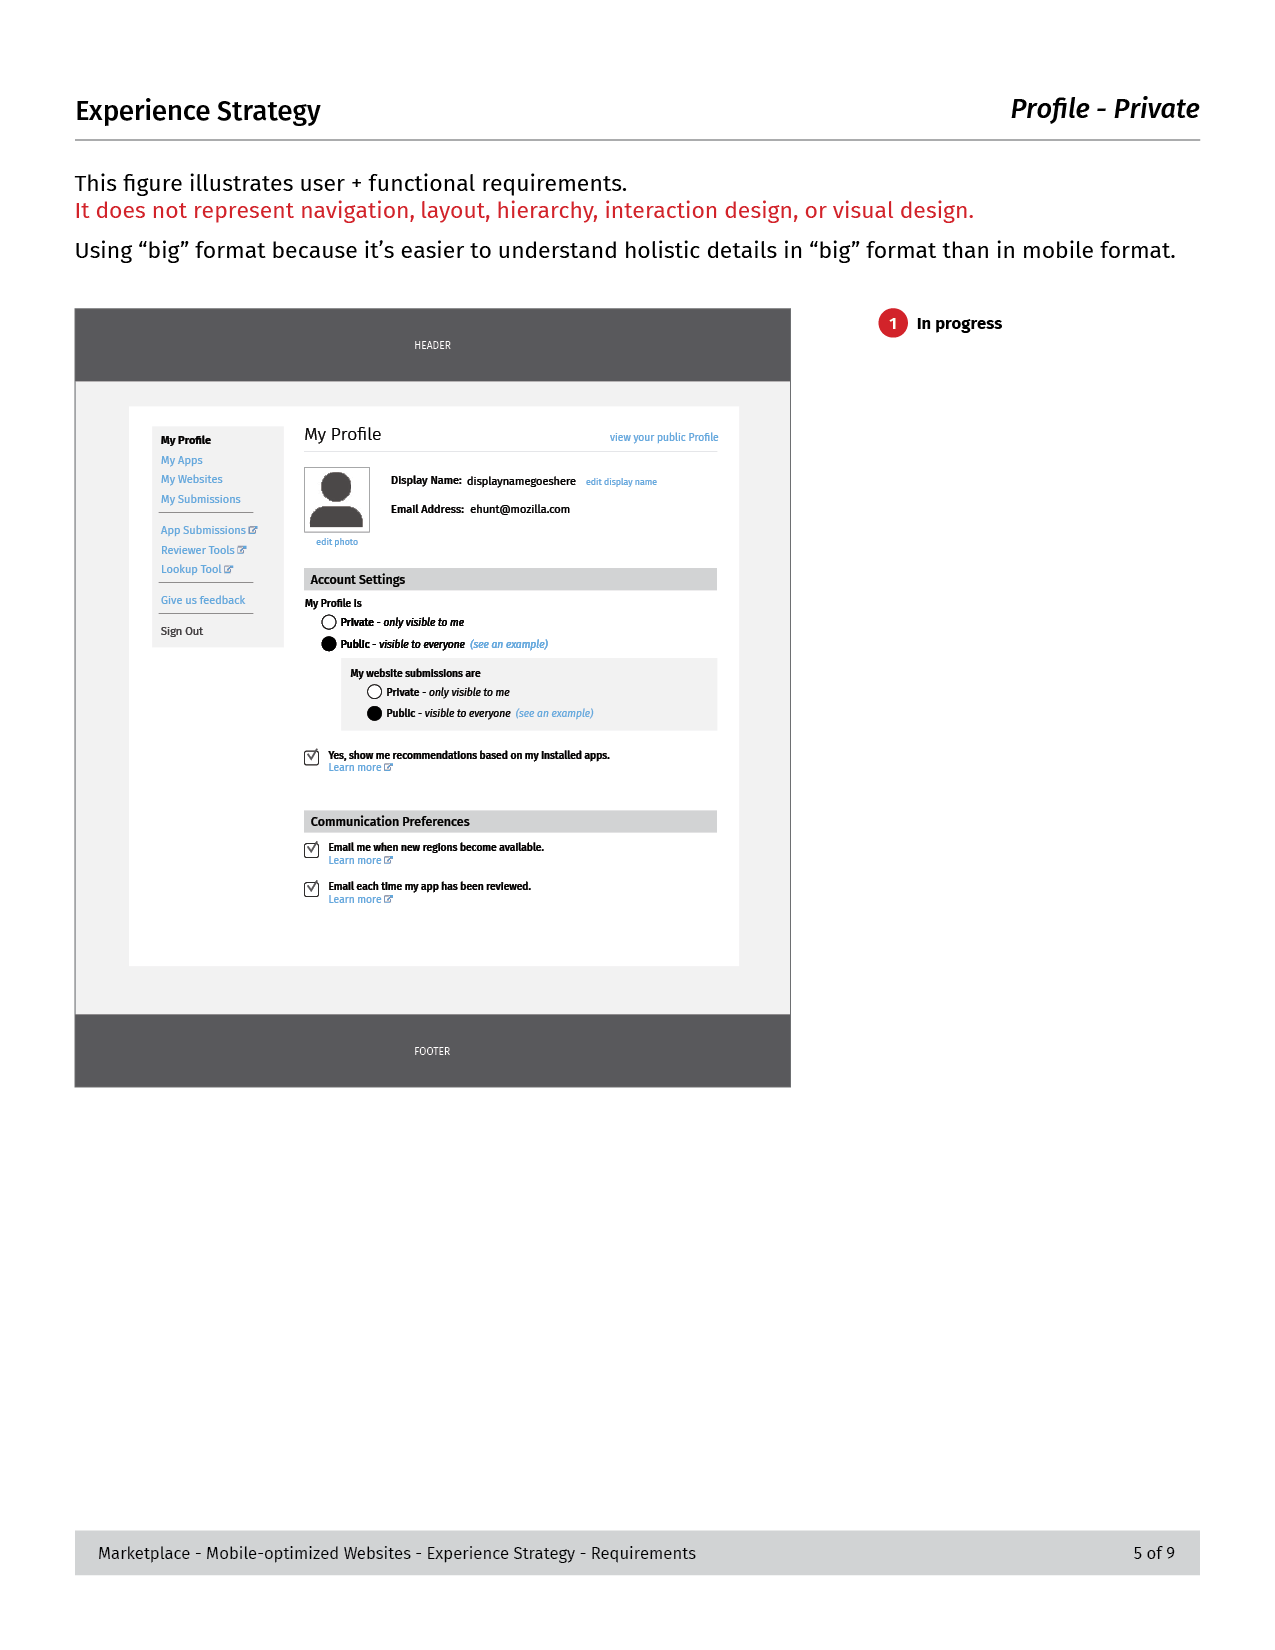 Experience Strategy
Profile - Private
This figure illustrates user + functional requirements.
It does not represent navigation, layout, hierarchy, interaction design, or visual design.
Using “big” format because it’s easier to understand holistic details in “big” format than in mobile format.
HEADER
1 In progress
My Profile
My Apps
My Websites
My Submissions
App Submissions
Reviewer Tools
Lookup Tool
Give us feedback
Sign Out
My Profile
view your public Profile
Display Name: displaynamegoeshere edit display name
Email Address: ehunt@mozilla.com
edit photo
Account Settings
My Profile is
Private - only visible to me
Public - visible to everyone (see an example)
My website submissions are
Private - only visible to me
Public - visible to everyone (see an example)
Yes, show me recommendations based on my installed apps.
Learn more
Communication Preferences
Email me when new regions become available.
Learn more
Email each time my app has been reviewed.
Learn more
FOOTER
Marketplace - Mobile-optimized Websites - Experience Strategy - Requirements
5 of 9